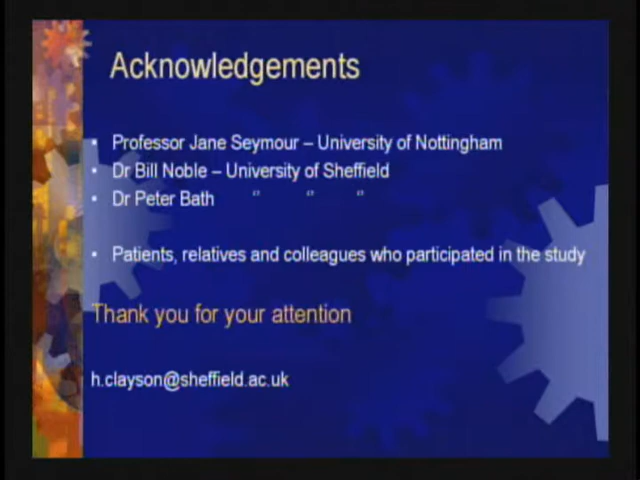 Acknowledgements
• Professor Jane Seymour – University of Nottingham
• Dr Bill Noble – University of Sheffield
• Dr Peter Bath " " "
• Patients, relatives and colleagues who participated in the study
Thank you for your attention
h.clayson@sheffield.ac.uk